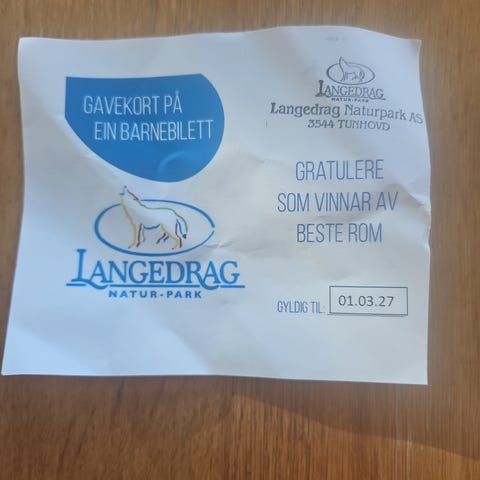 GAVEKORT PÅ
EIN BARNEBILETT
LANGEDRAG
NATUR-PARK
LANGEDRAG
NATUR-PARK
Langedrag Naturpark AS
3544 TUNHOVD
GRATULERE
SOM VINNAR AV
BESTE ROM
GYLDIG TIL: 01.03.27